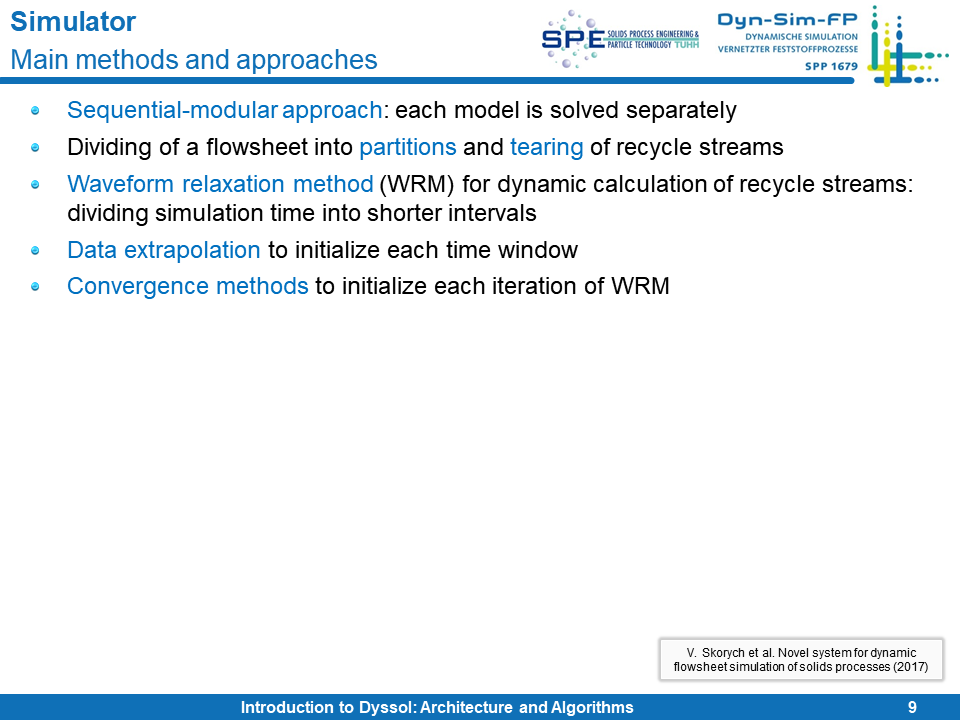 Simulator
Main methods and approaches
SPE SOLIDS PROCESS ENGINEERING &
PARTICLE TECHNOLOGY TUHH
Dyn-Sim-FP
DYNAMISCHE SIMULATION
VERNETZTER FESTSTOFFPROZESSE
SPP 1679
Sequential-modular approach: each model is solved separately
Dividing of a flowsheet into partitions and tearing of recycle streams
Waveform relaxation method (WRM) for dynamic calculation of recycle streams:
dividing simulation time into shorter intervals
Data extrapolation to initialize each time window
Convergence methods to initialize each iteration of WRM
V. Skorych et al. Novel system for dynamic
flowsheet simulation of solids processes (2017)
Introduction to Dyssol: Architecture and Algorithms
9